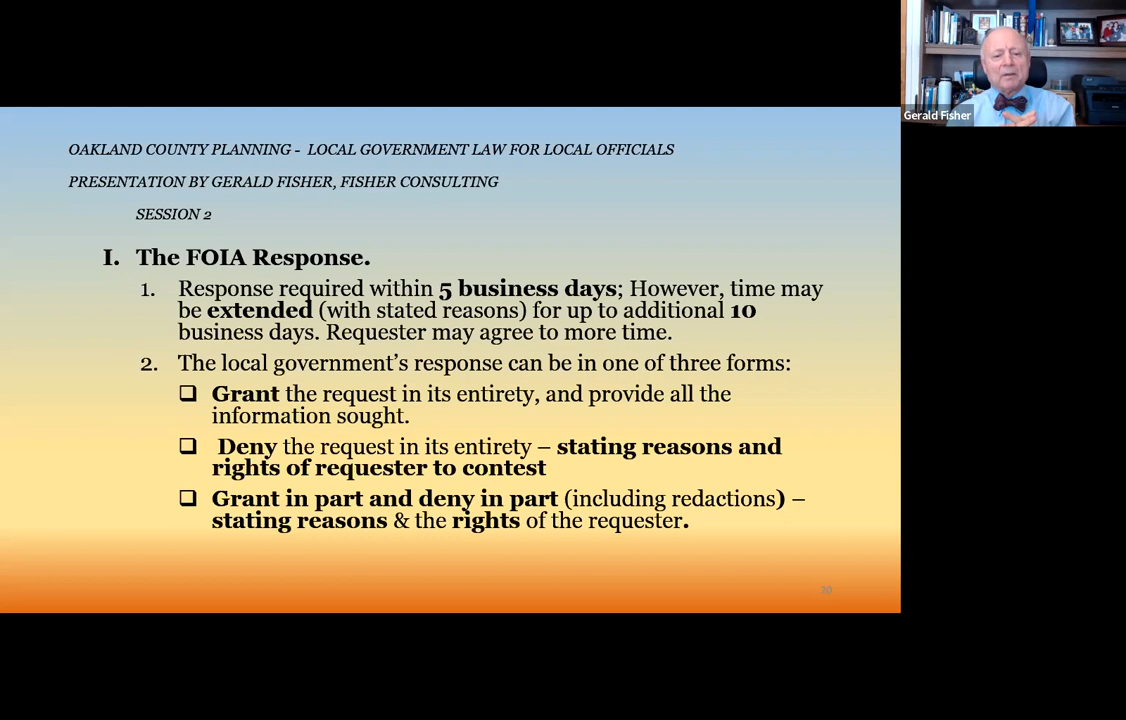 Gerald Fisher
OAKLAND COUNTY PLANNING - LOCAL GOVERNMENT LAW FOR LOCAL OFFICIALS
PRESENTATION BY GERALD FISHER, FISHER CONSULTING
SESSION 2
I. The FOIA Response.
1. Response required within 5 business days; However, time may
be extended (with stated reasons) for up to additional 10
business days. Requester may agree to more time.
2. The local government’s response can be in one of three forms:
❑ Grant the request in its entirety, and provide all the
information sought.
❑ Deny the request in its entirety – stating reasons and
rights of requester to contest
❑ Grant in part and deny in part (including redactions) –
stating reasons & the rights of the requester.
20